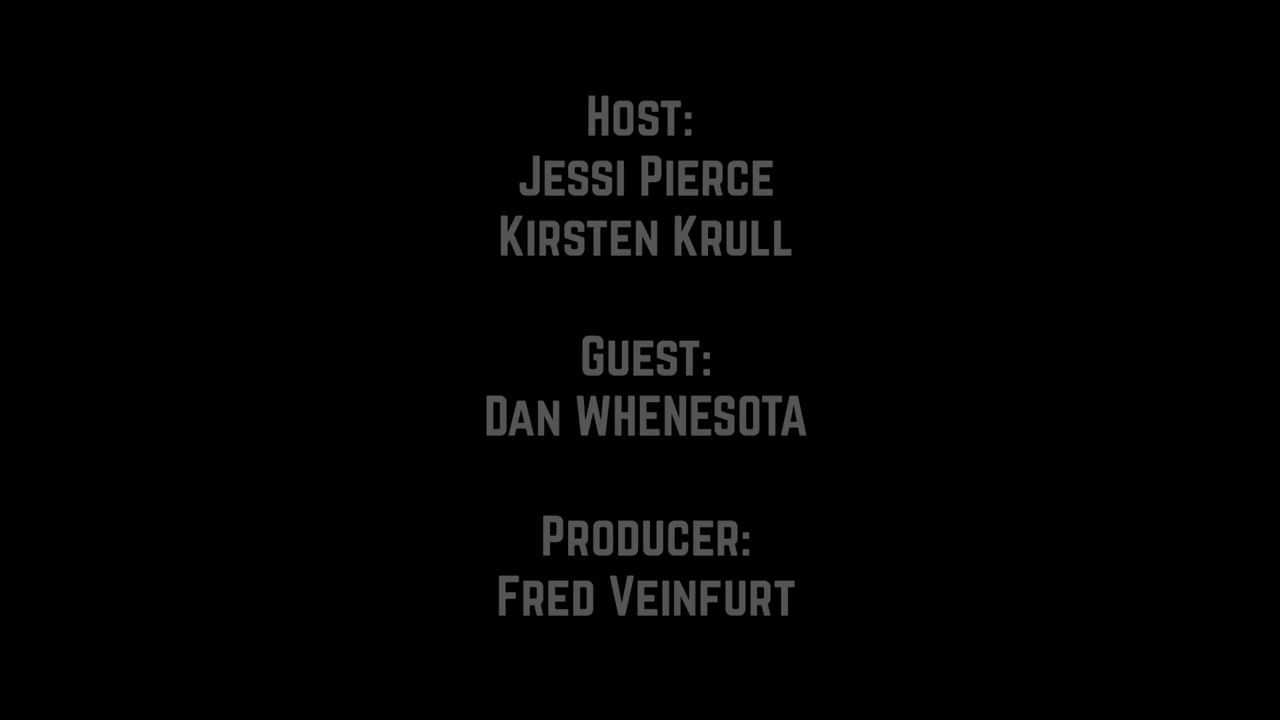 Host:
Jessi Pierce
Kirsten Krull
Guest:
Dan WHENESOTA
Producer:
Fred Veinfurt